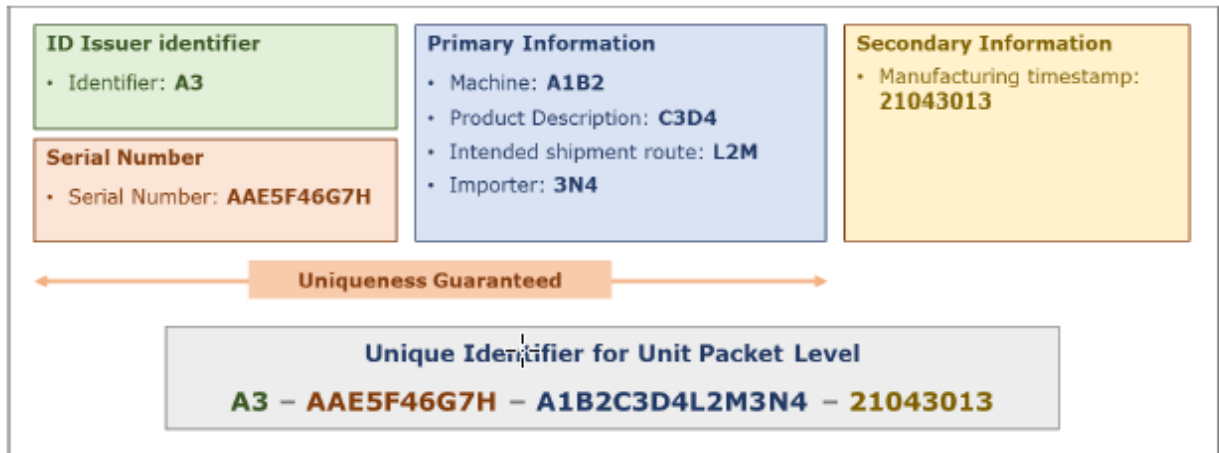 ID Issuer identifier
• Identifier: A3
Serial Number
• Serial Number: AAE5F46G7H
Primary Information
• Machine: A1B2
• Product Description: C3D4
• Intended shipment route: L2M
• Importer: 3N4
Secondary Information
• Manufacturing timestamp:
21043013
Uniqueness Guaranteed
Unique Identifier for Unit Packet Level
A3 – AAE5F46G7H – A1B2C3D4L2M3N4 – 21043013